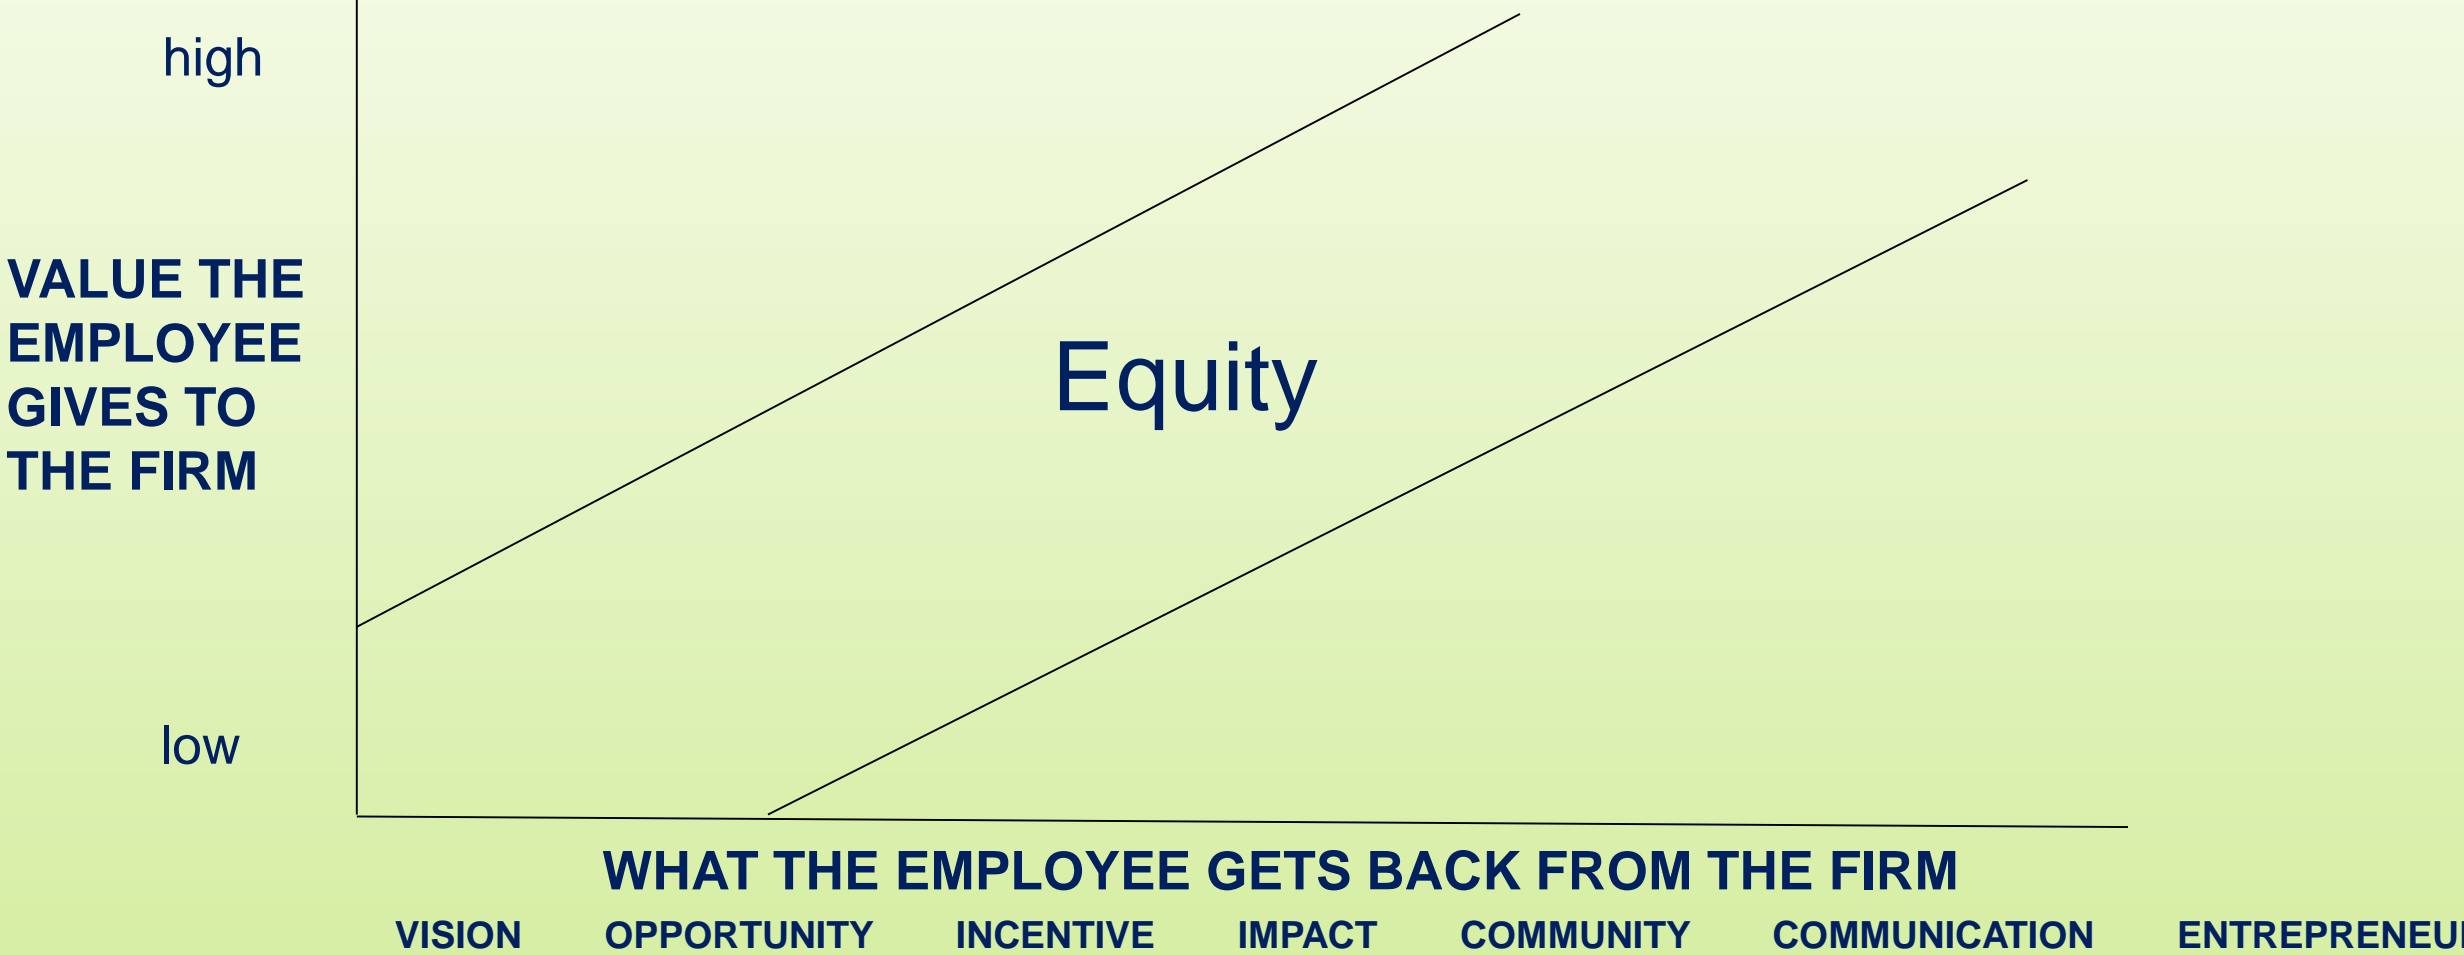 high
VALUE THE
EMPLOYEE
GIVES TO
THE FIRM
Equity
low
WHAT THE EMPLOYEE GETS BACK FROM THE FIRM
VISION OPPORTUNITY INCENTIVE IMPACT COMMUNITY COMMUNICATION